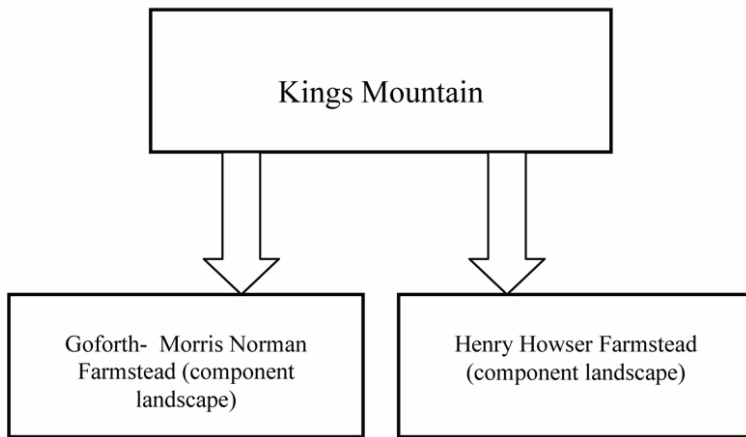 Kings Mountain
Goforth- Morris Norman
Farmstead (component
landscape)
Henry Howser Farmstead
(component landscape)